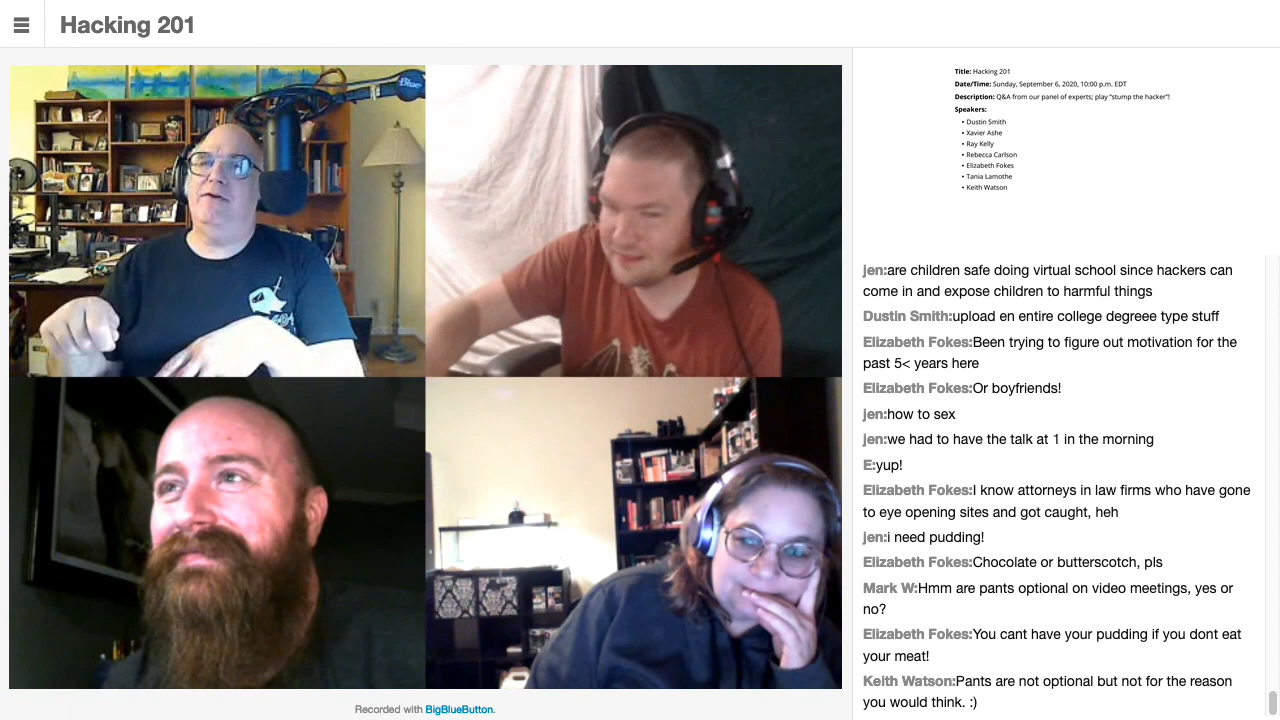 Hacking 201
Blue
Title: Hacking 201
Date/Time: Sunday, September 6, 2020, 10:00 p.m. EDT
Description: Q&A from our panel of experts; play "stump the hacker"!
Speakers:
• Dustin Smith
• Xavier Ashe
• Ray Kelly
• Rebecca Carlson
• Elizabeth Fokes
• Tania Lamothe
• Keith Watson
jen:are children safe doing virtual school since hackers can
come in and expose children to harmful things
Dustin Smith:upload en entire college degreee type stuff
Elizabeth Fokes:Been trying to figure out motivation for the
past 5< years here
Elizabeth Fokes:Or boyfriends!
jen:how to sex
jen:we had to have the talk at 1 in the morning
E:yup!
Elizabeth Fokes:I know attorneys in law firms who have gone
to eye opening sites and got caught, heh
jen:i need pudding!
Elizabeth Fokes:Chocolate or butterscotch, pls
Mark W:Hmm are pants optional on video meetings, yes or
no?
Elizabeth Fokes:You cant have your pudding if you dont eat
your meat!
Keith Watson:Pants are not optional but not for the reason
you would think. :)
Recorded with BigBlueButton.